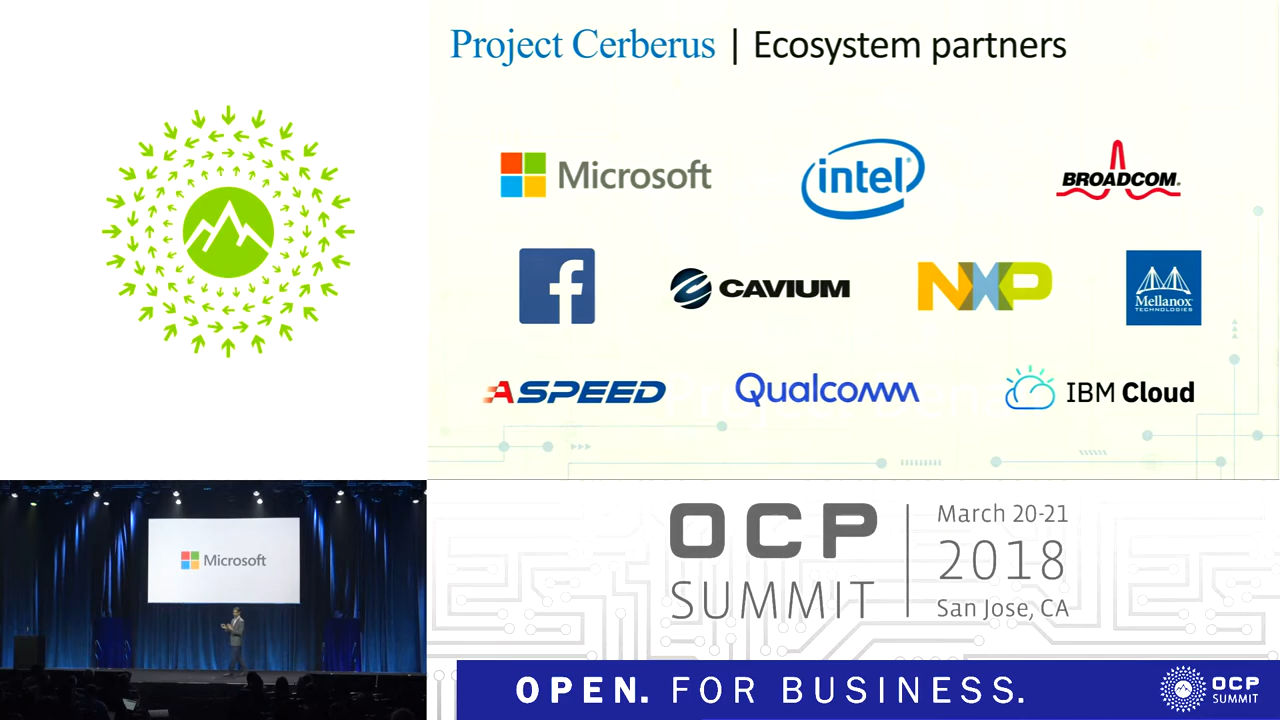 Project Cerberus | Ecosystem partners
Microsoft
intel®
BROADCOM®
f
CAVIUM
NXP
Mellanox
TECHNOLOGIES
ASPEED
Qualcomm
IBM Cloud
Microsoft
OCP
SUMMIT
March 20-21
2018
San Jose, CA
OPEN. FOR BUSINESS.
OCP
SUMMIT